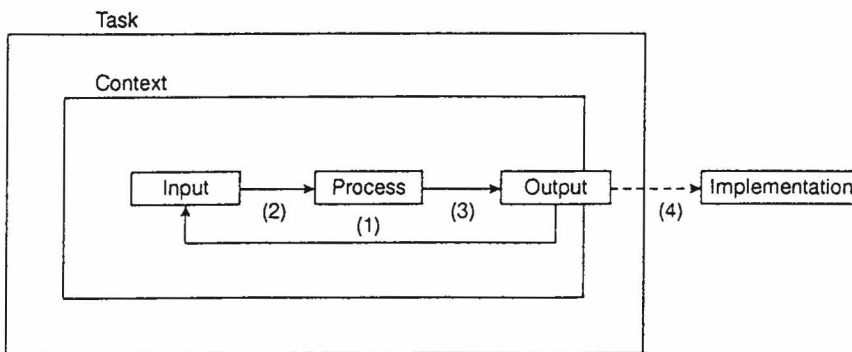 Task
Context
Input
Process
Output
Implementation
(2)
(1)
(3)
(4)